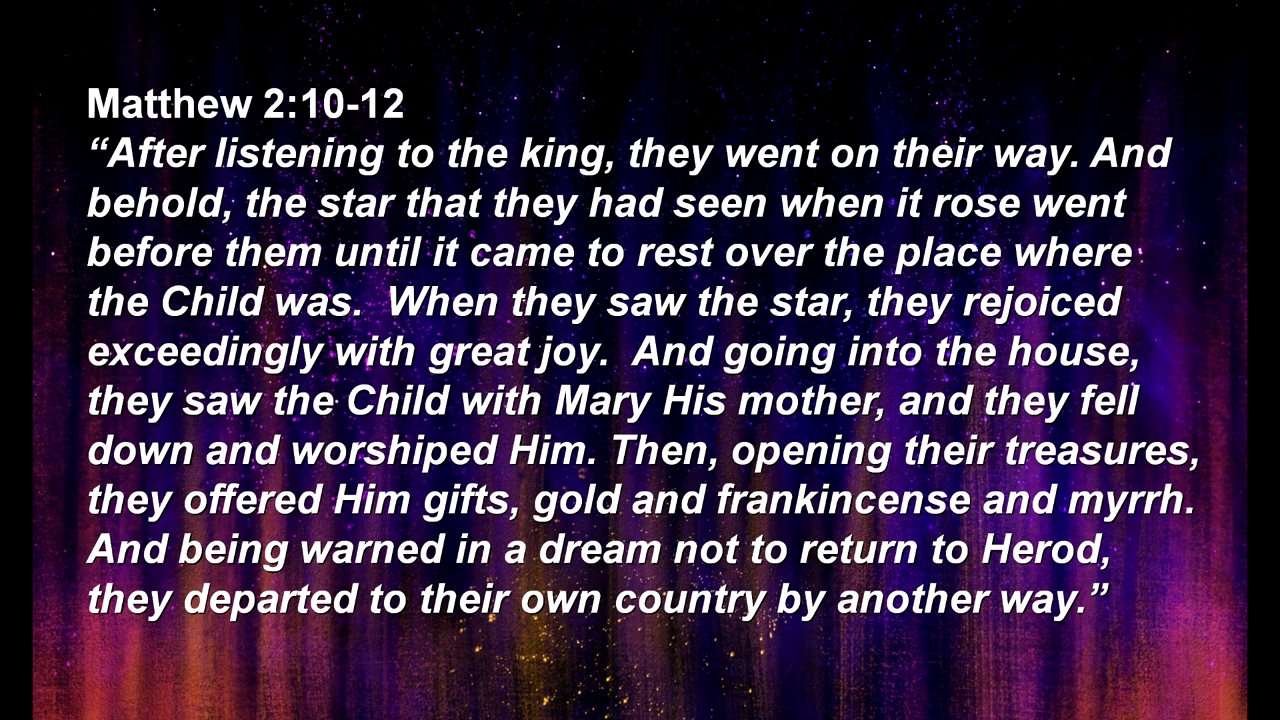 Matthew 2:10-12
“After listening to the king, they went on their way. And
behold, the star that they had seen when it rose went
before them until it came to rest over the place where
the Child was.  When they saw the star, they rejoiced
exceedingly with great joy.  And going into the house,
they saw the Child with Mary His mother, and they fell
down and worshiped Him. Then, opening their treasures,
they offered Him gifts, gold and frankincense and myrrh.
And being warned in a dream not to return to Herod,
they departed to their own country by another way.”